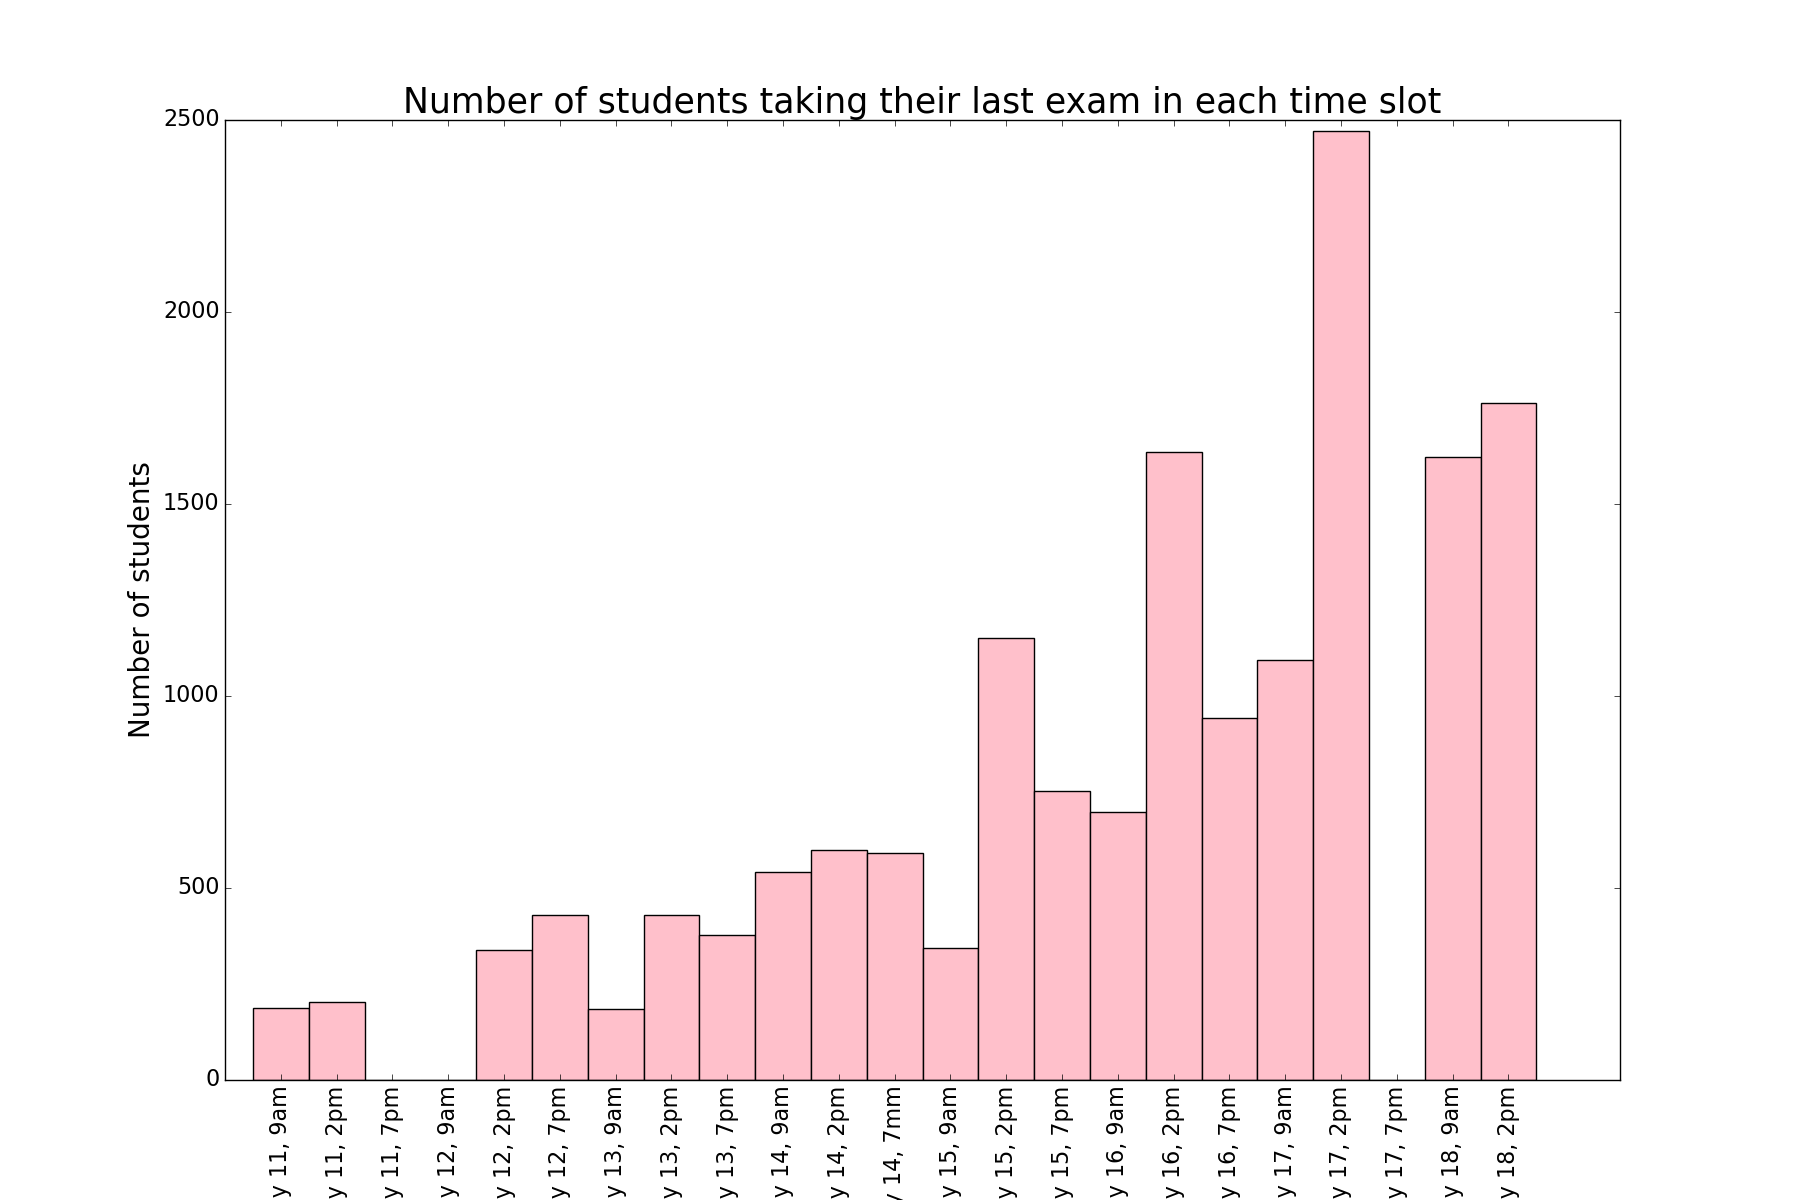 Number of students taking their last exam in each time slot
Number of students
2500
2000
1500
1000
500
0
y 11, 9am
y 11, 2pm
y 11, 7pm
y 12, 9am
y 12, 2pm
y 12, 7pm
y 13, 9am
y 13, 2pm
y 13, 7pm
y 14, 9am
y 14, 2pm
y 14, 7mm
y 15, 9am
y 15, 2pm
y 15, 7pm
y 16, 9am
y 16, 2pm
y 16, 7pm
y 17, 9am
y 17, 2pm
y 17, 7pm
y 18, 9am
y 18, 2pm